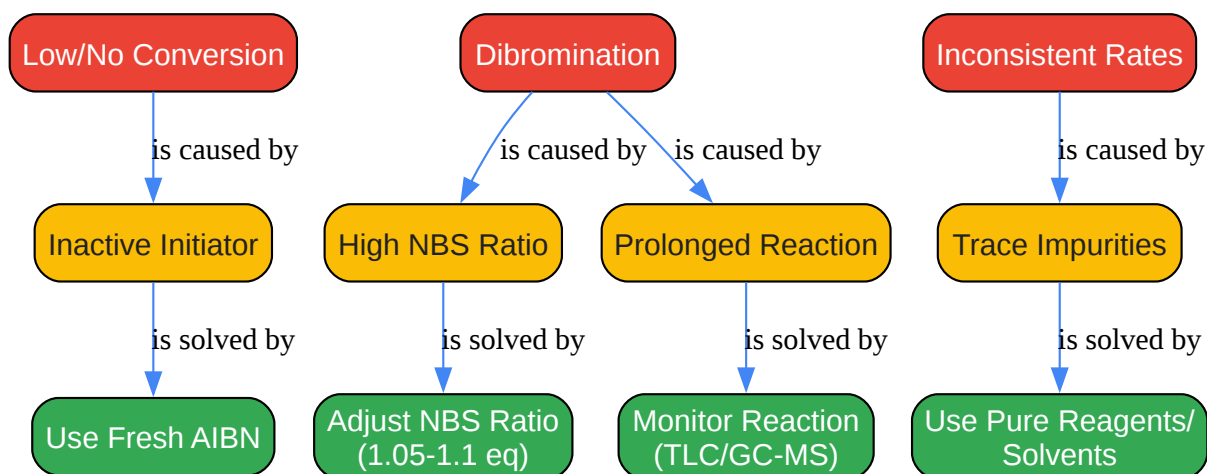 Low/No Conversion
Dibromination
Inconsistent Rates
is caused by
is caused by
is caused by
is caused by
Inactive Initiator
High NBS Ratio
Prolonged Reaction
Trace Impurities
is solved by
is solved by
is solved by
is solved by
Use Fresh AIBN
Adjust NBS Ratio
(1.05-1.1 eq)
Monitor Reaction
(TLC/GC-MS)
Use Pure Reagents/
Solvents